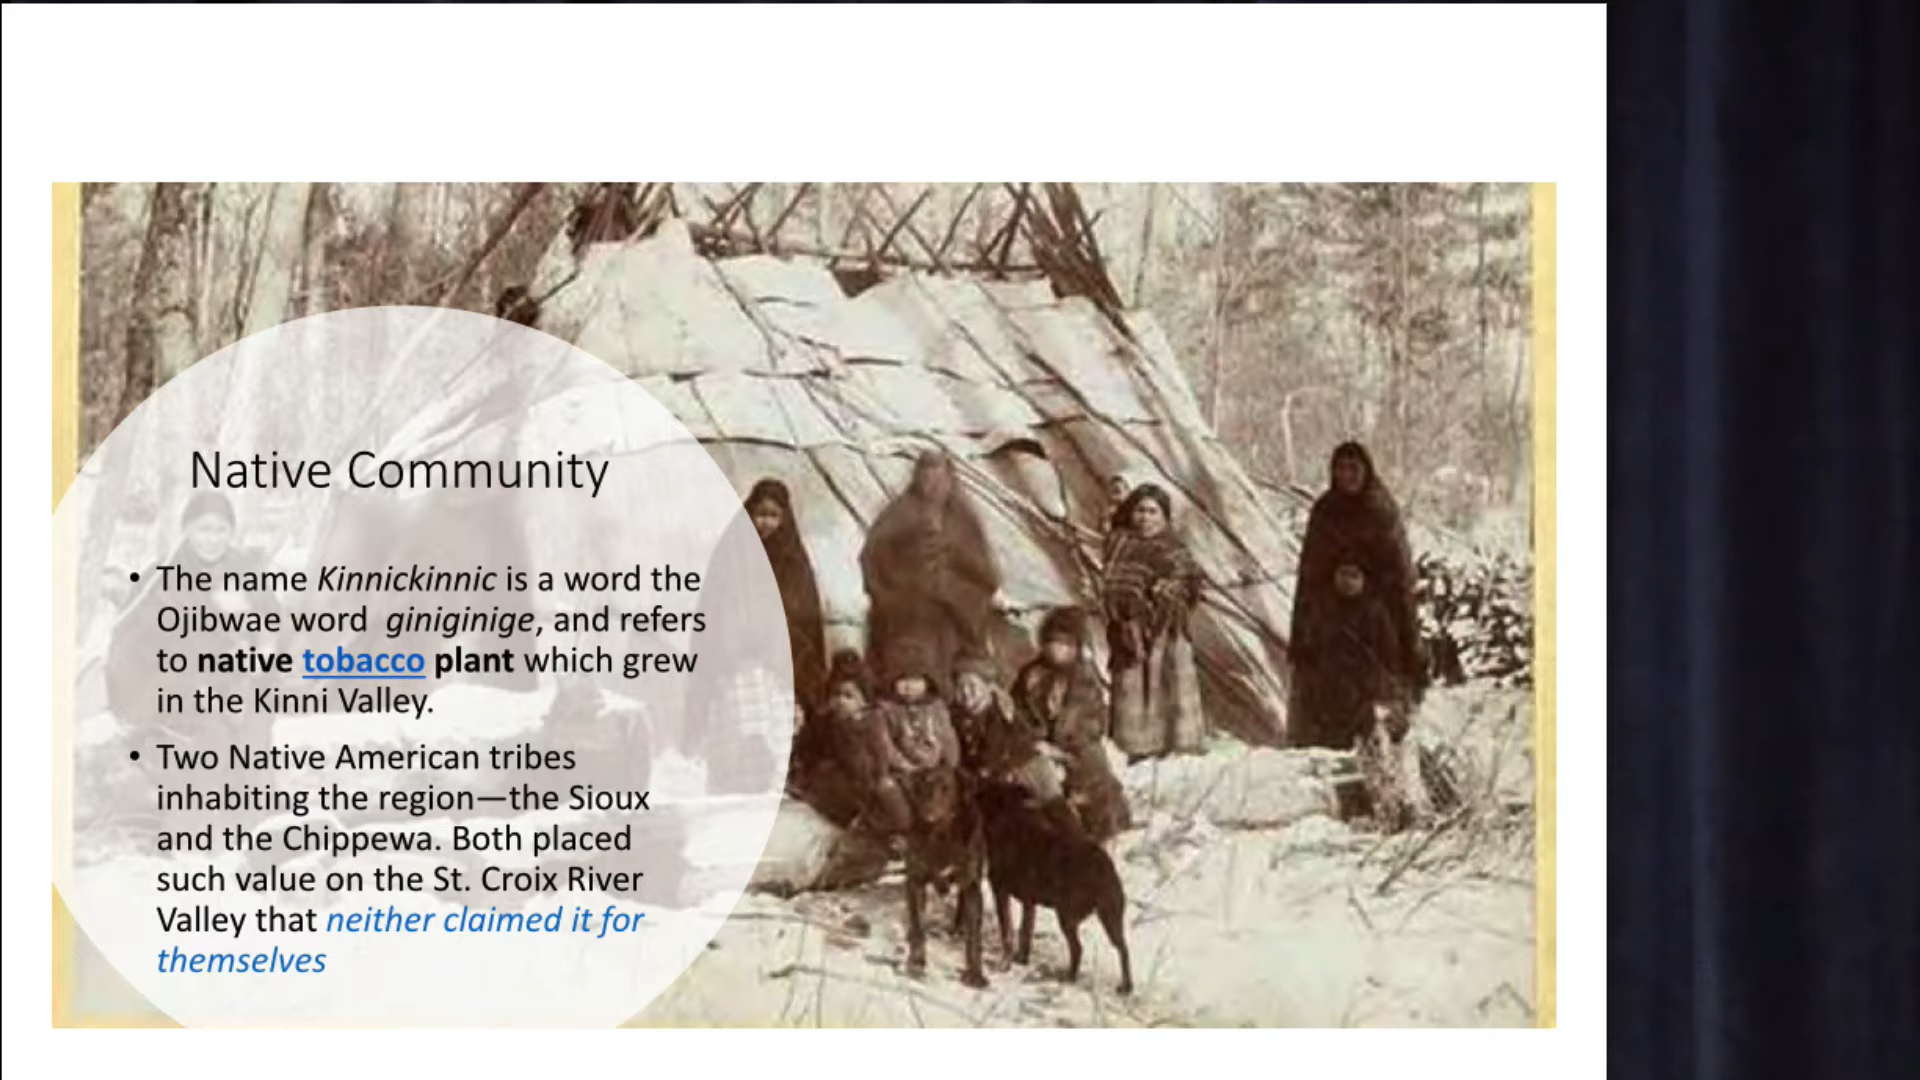 Native Community
• The name Kinnickinnic is a word the
Ojibwae word giniginige, and refers
to native tobacco plant which grew
in the Kinni Valley.
• Two Native American tribes
inhabiting the region—the Sioux
and the Chippewa. Both placed
such value on the St. Croix River
Valley that neither claimed it for
themselves